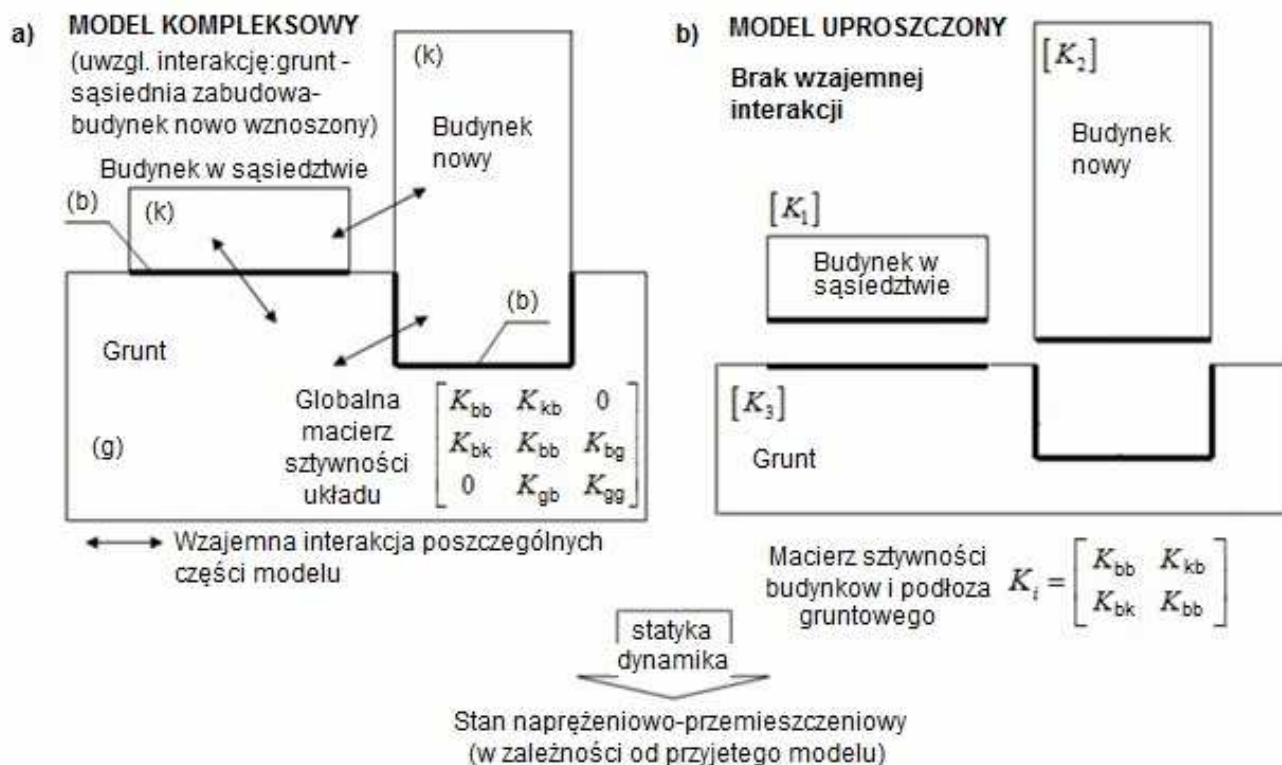 a) MODEL KOMPLEKSOWY
(uwzgl. interakcję:grunt -
sąsiednia zabudowa-
budynek nowo wznoszony)
Budynek w sąsiedztwie
(b)
(k)
(k)
Budynek
nowy
(b)
Grunt
(g)
Globalna
macierz
sztywności
układu
K_bb K_kb 0
K_bk K_bb K_bg
0 K_gb K_gg
Wzajemna interakcja poszczególnych
części modelu
b) MODEL UPROSZCZONY
Brak wzajemnej
interakcji
[K_2]
Budynek
nowy
[K_1]
Budynek w
sąsiedztwie
[K_3]
Grunt
Macierz sztywności
budynkow i podłoza
gruntowego
K_i = [K_bb K_kb
K_bk K_bb]
statyka
dynamika
Stan naprężeniowo-przemieszczeniowy
(w zależności od przyjetego modelu)